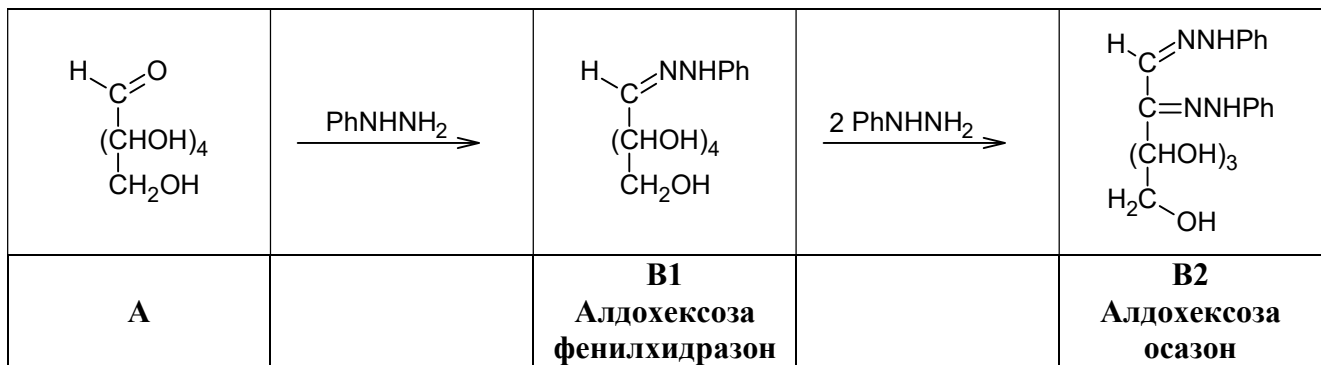 H
C
O
(CHOH)4
CH2OH
PhNHNH2
H
C
NNHPh
(CHOH)4
CH2OH
2 PhNHNH2
H
C
NNHPh
C=NNHPh
(CHOH)3
H2C
OH
A
B1
Алдохексоза
фенилхидразон
B2
Алдохексоза
осазон